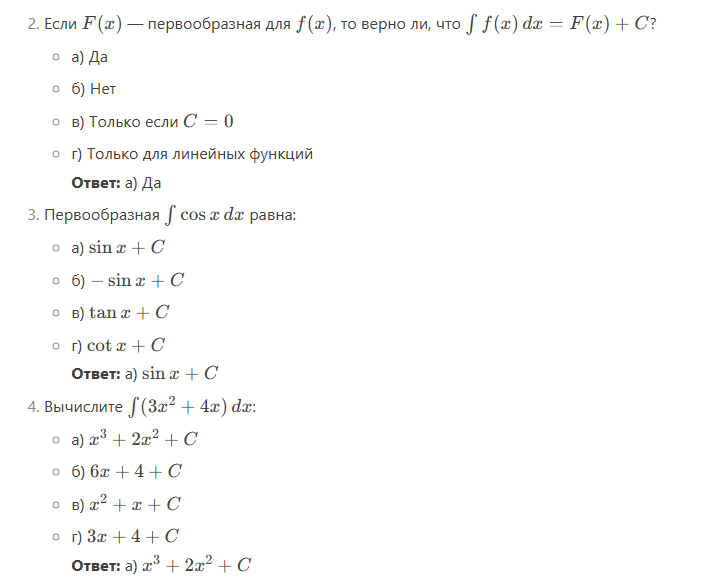 2. Если F(x) — первообразная для f(x), то верно ли, что ∫ f(x) dx = F(x) + C?
а) Да
б) Нет
в) Только если C = 0
г) Только для линейных функций
Ответ: а) Да
3. Первообразная ∫ cos x dx равна:
а) sin x + C
б) − sin x + C
в) tan x + C
г) cot x + C
Ответ: а) sin x + C
4. Вычислите ∫(3x² + 4x) dx:
а) x³ + 2x² + C
б) 6x + 4 + C
в) x² + x + C
г) 3x + 4 + C
Ответ: а) x³ + 2x² + C